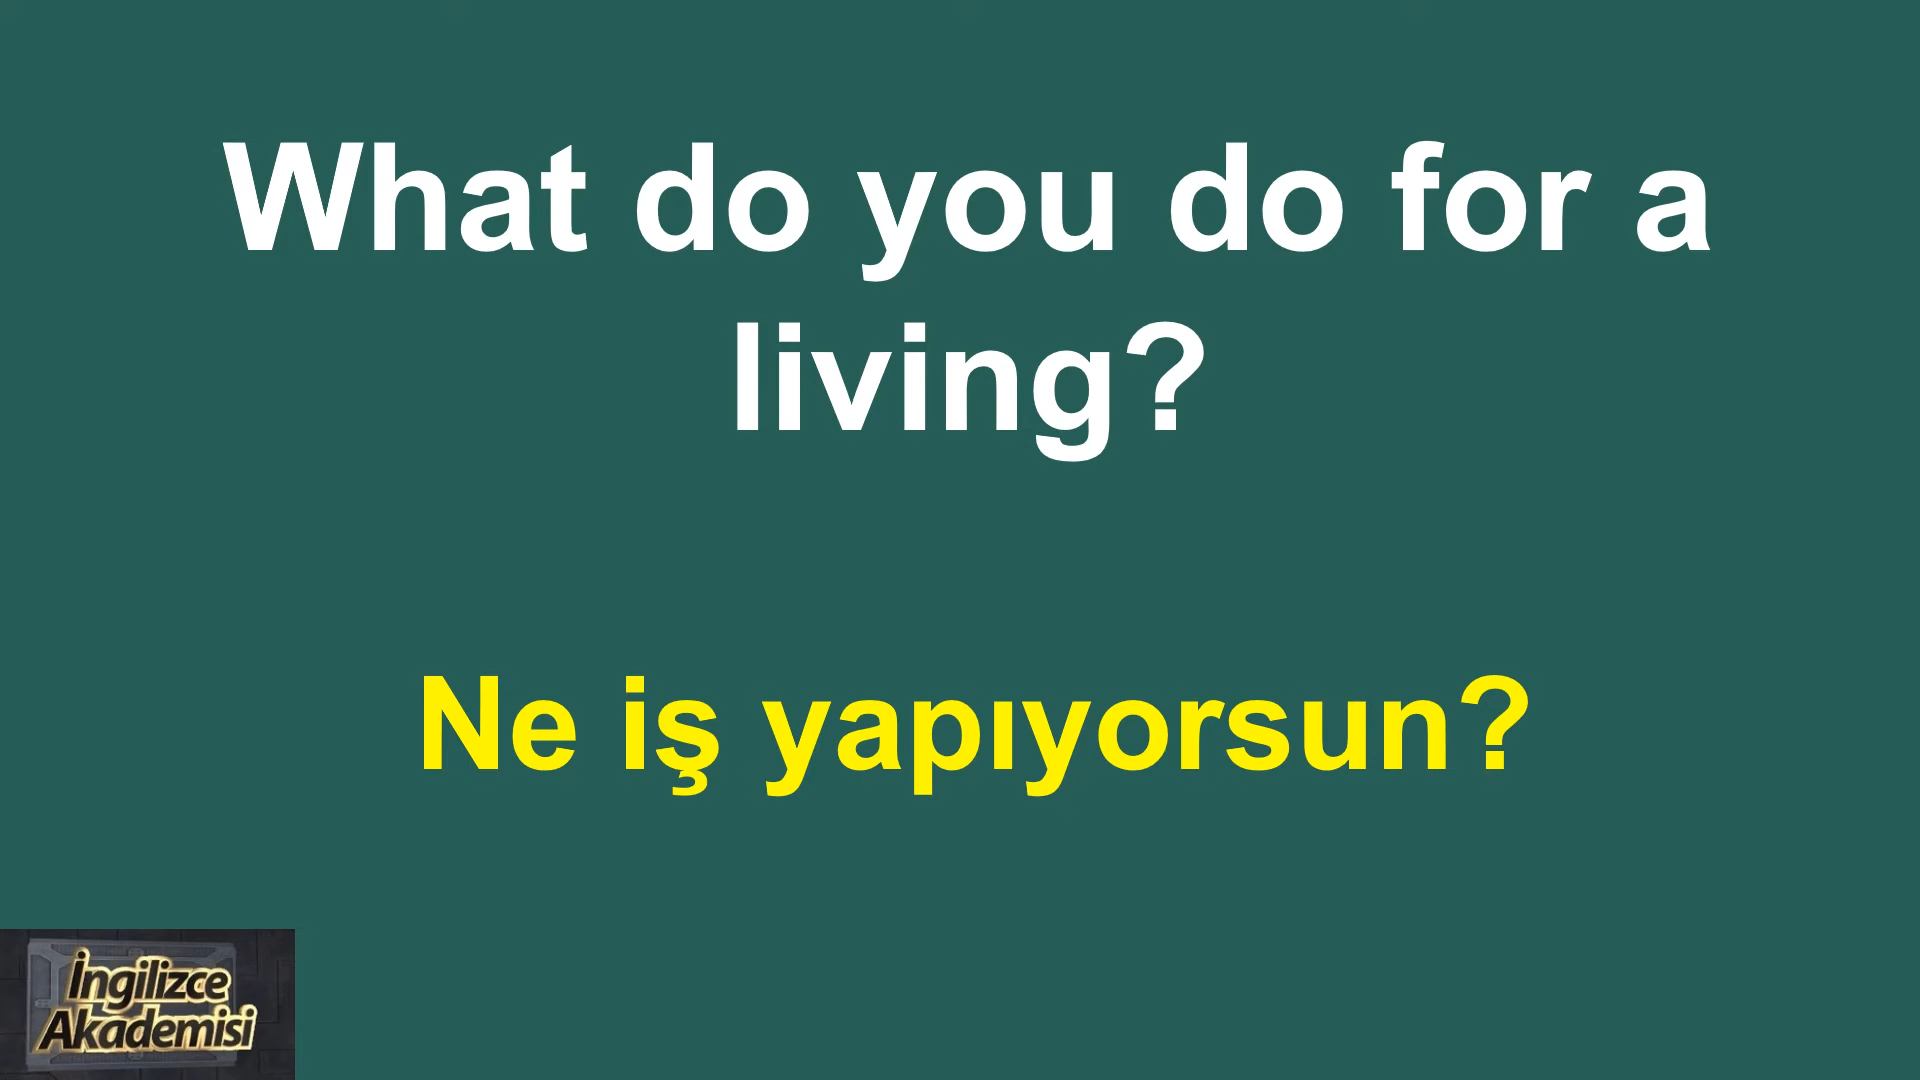 What do you do for a
living?
Ne iş yapıyorsun?
İngilizce
Akademisi